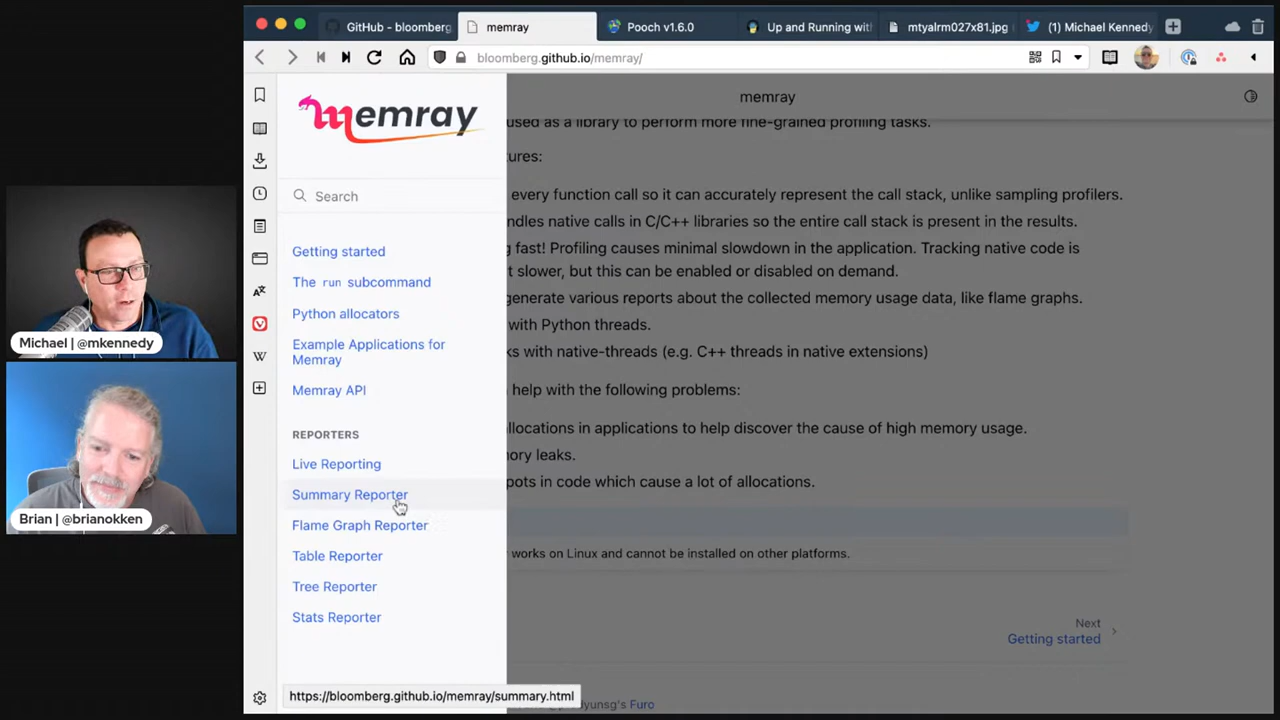 GitHub - bloomberg
memray
Pooch v1.6.0
Up and Running wit
mtyalrm027x81.jpg
(1) Michael Kennedy
bloomberg.github.io/memray/
memray
Search
Getting started
The run subcommand
Python allocators
Example Applications for
Memray
Memray API
REPORTERS
Live Reporting
Summary Reporter
Flame Graph Reporter
Table Reporter
Tree Reporter
Stats Reporter
https://bloomberg.github.io/memray/summary.html
memray
used as a library to perform more fine-grained profiling tasks.
tures:
every function call so it can accurately represent the call stack, unlike sampling profilers.
ndles native calls in C/C++ libraries so the entire call stack is present in the results.
g fast! Profiling causes minimal slowdown in the application. Tracking native code is
t slower, but this can be enabled or disabled on demand.
generate various reports about the collected memory usage data, like flame graphs.
with Python threads.
ks with native-threads (e.g. C++ threads in native extensions)
help with the following problems:
allocations in applications to help discover the cause of high memory usage.
ory leaks.
pots in code which cause a lot of allocations.
works on Linux and cannot be installed on other platforms.
Next
Getting started
Furo
Michael | @mkennedy
Brian | @brianokken